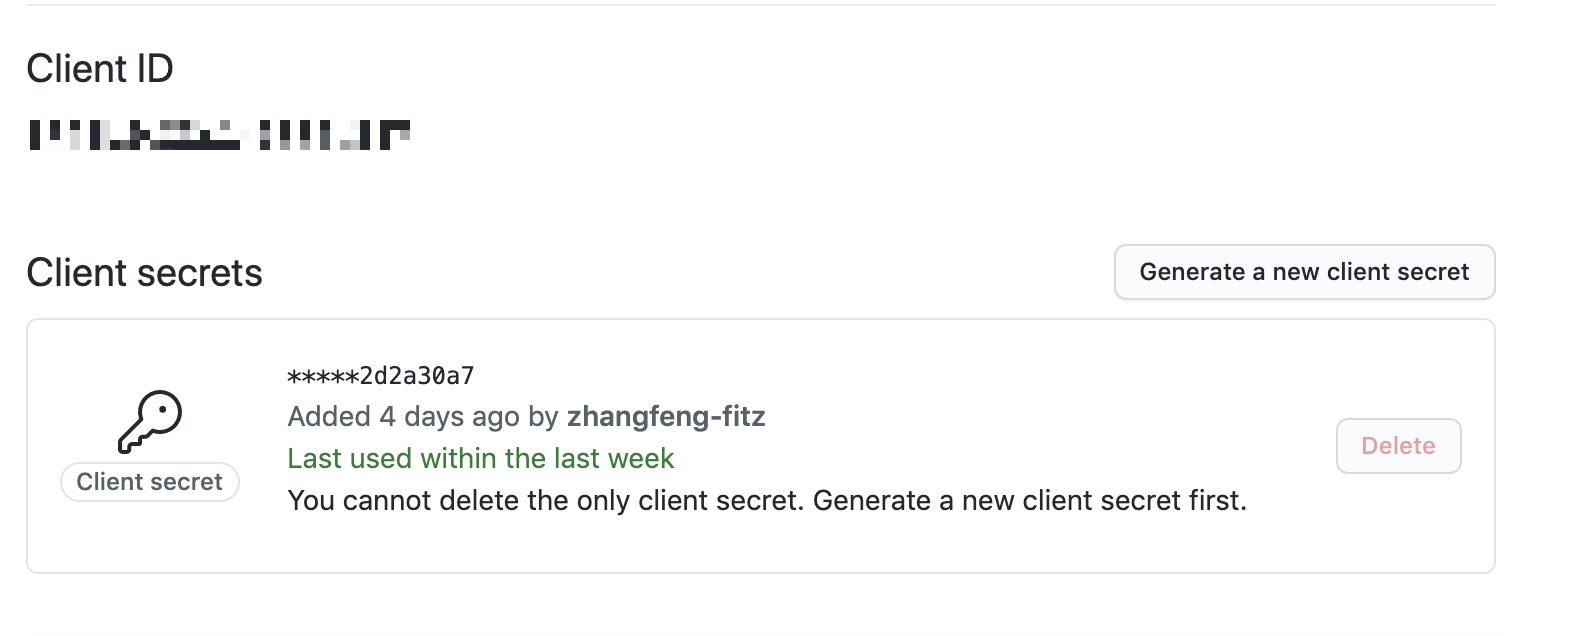 Client ID
Client secrets
Generate a new client secret
*****2d2a30a7
Added 4 days ago by zhangfeng-fitz
Last used within the last week
Client secret
Delete
You cannot delete the only client secret. Generate a new client secret first.